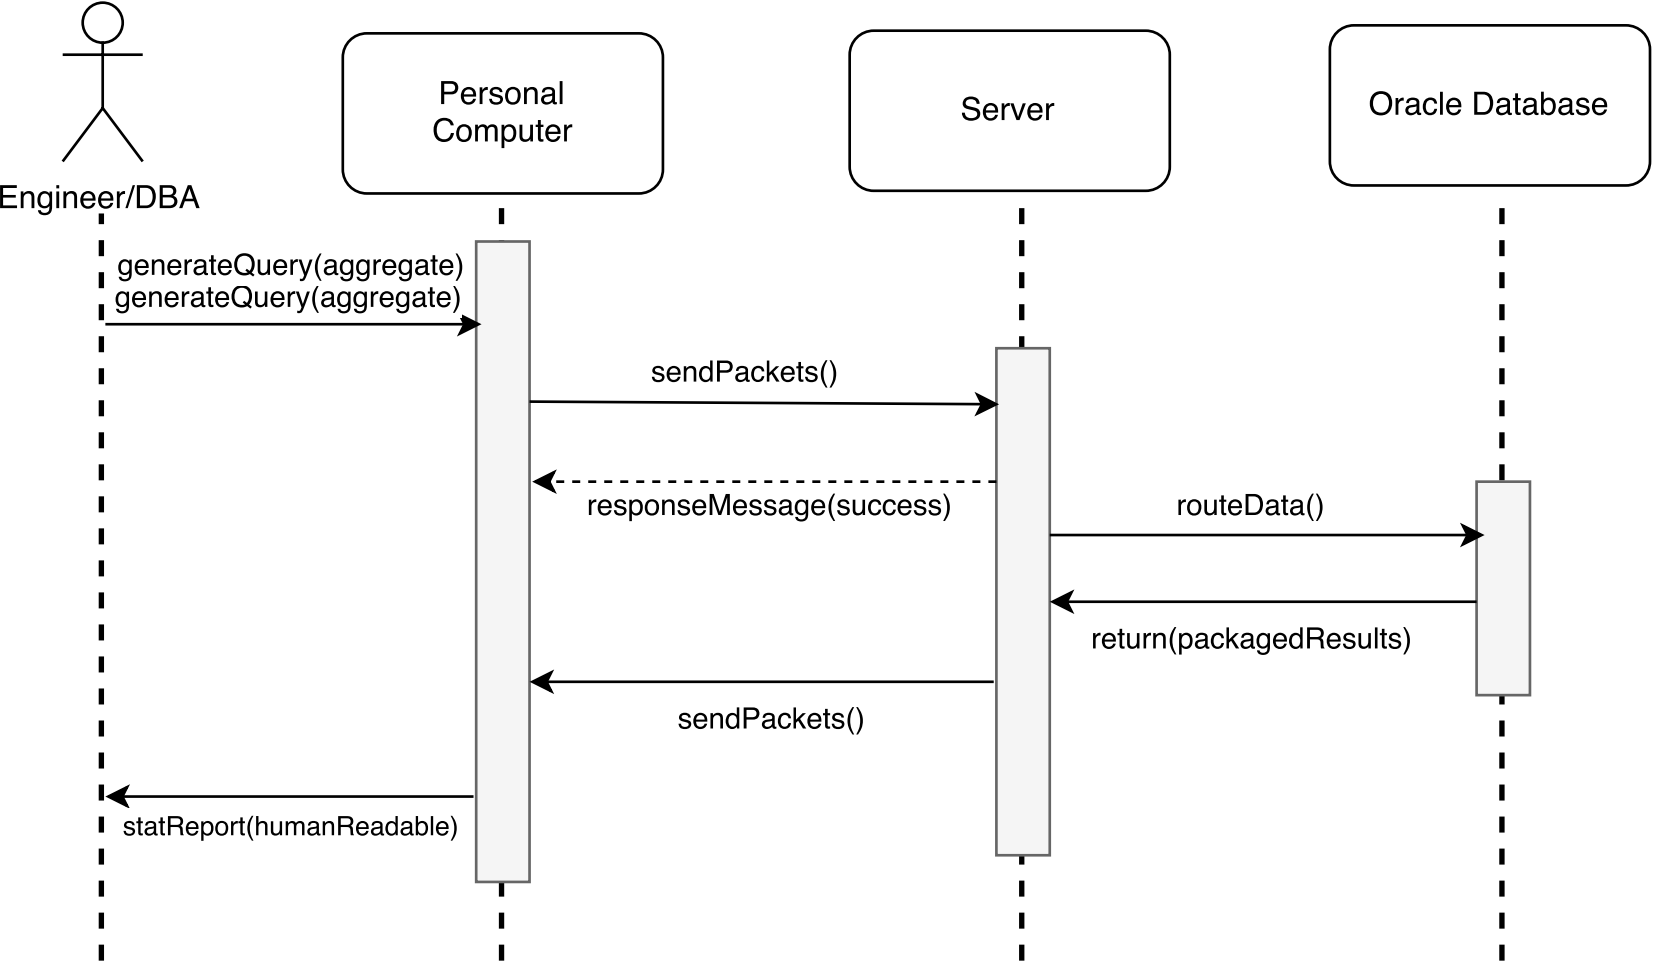 Engineer/DBA
Personal
Computer
Server
Oracle Database
generateQuery(aggregate)
generateQuery(aggregate)
sendPackets()
responseMessage(success)
routeData()
return(packagedResults)
sendPackets()
statReport(humanReadable)